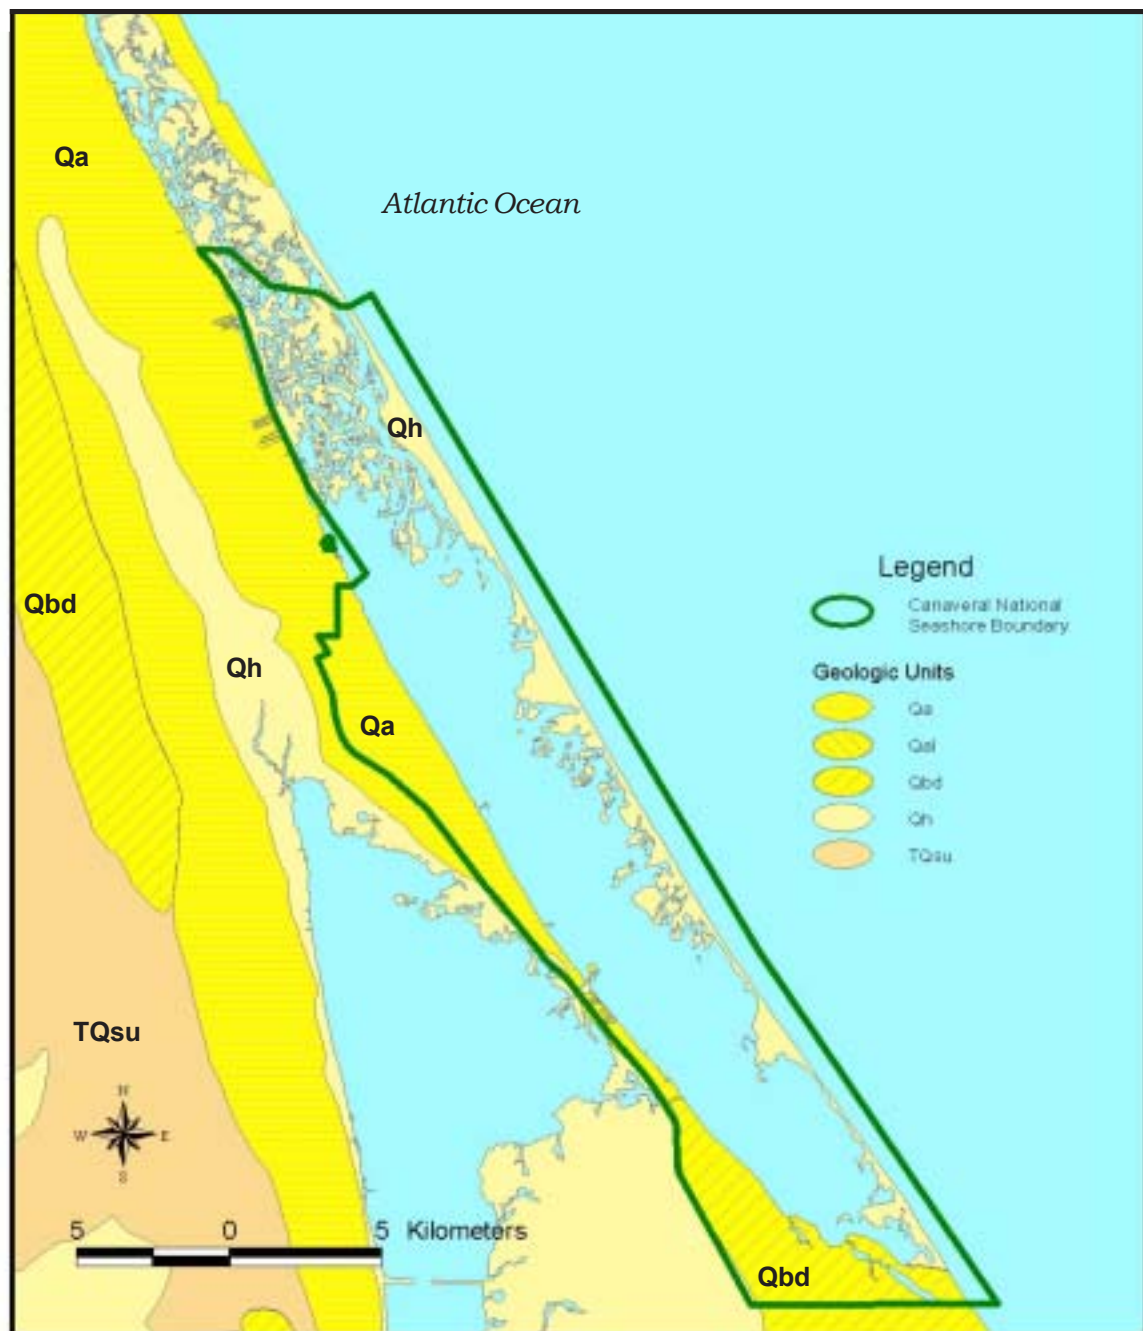 Qa
Atlantic Ocean
Qh
Legend
Canaveral National
Seashore Boundary
Qbd
Qh
Geologic Units
Qa
Qa
Qal
Qbd
Qh
TQsu
TQsu
N
W
E
S
5 0 5 Kilometers
Qbd